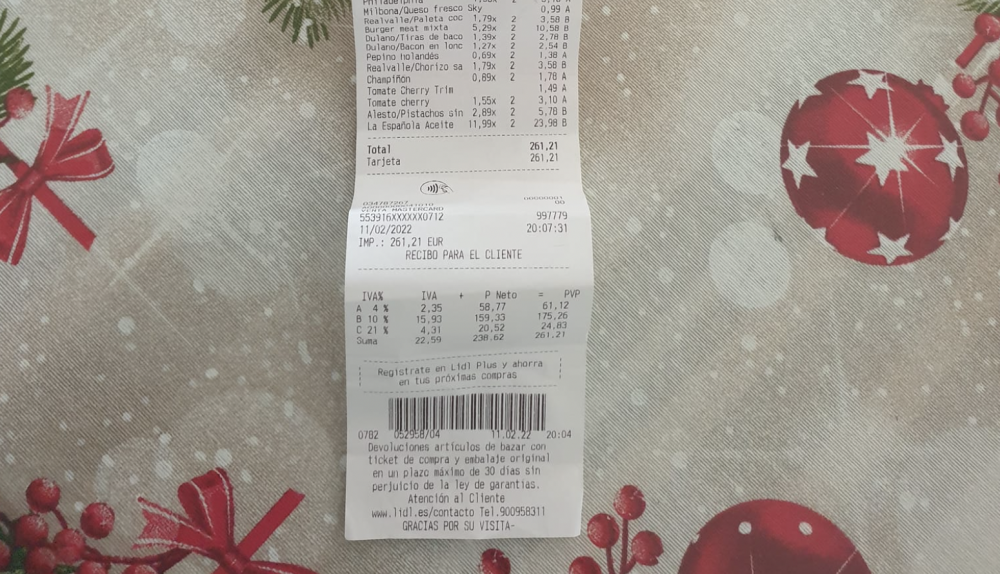 Philadelphia 2
Milbona/Queso fresco Sky 0,99 A
Realvalle/Paleta coc 1,79x 2 3,58 B
Burger meat mixta 5,29x 2 10,58 B
Dulano/Tiras de baco 1,39x 2 2,78 B
Dulano/Bacon en lonc 1,27x 2 2,54 B
Pepino holandés 0,69x 2 1,38 A
Realvalle/Chorizo sa 1,79x 2 3,58 B
Champiñón 0,89x 2 1,78 A
Tomate Cherry Trim 1,49 A
Tomate cherry 1,55x 2 3,10 A
Alesto/Pistachos sin 2,89x 2 5,78 B
La Española Aceite 11,99x 2 23,98 B
Total 261,21
Tarjeta 261,21
VENTA MASTERCARD 00
553916XXXXXX0712 997779
11/02/2022 20:07:31
IMP.: 261,21 EUR
RECIBO PARA EL CLIENTE
IVA% IVA + P Neto = PVP
A 4 % 2,35 58,77 61,12
B 10 % 15,93 159,33 175,26
C 21 % 4,31 20,52 24,83
Suma 22,59 238,62 261,21
Regístrate en Lidl Plus y ahorra
en tus próximas compras
0782 052958/04 11.02.22 20:04
Devoluciones artículos de bazar con
ticket de compra y embalaje original
en un plazo máximo de 30 días sin
perjuicio de la ley de garantías.
Atención al Cliente
www.lidl.es/contacto Tel.900958311
GRACIAS POR SU VISITA-